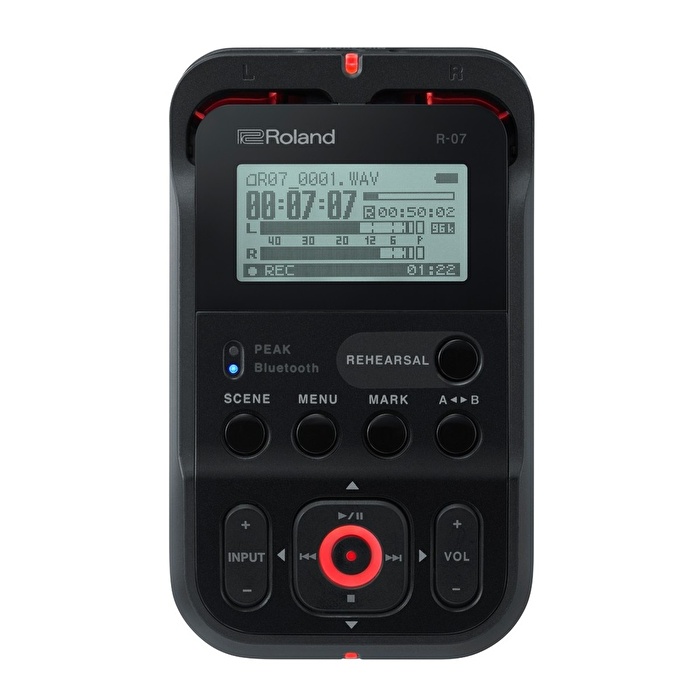 L R
Roland R-07
R07_0001.WAV
00:07:07
R 00:50:02
L 96k
40 30 20 12 6 P
R
REC 01:22
PEAK
Bluetooth
REHEARSAL
SCENE MENU MARK A◄►B
+ +
INPUT VOL
− −